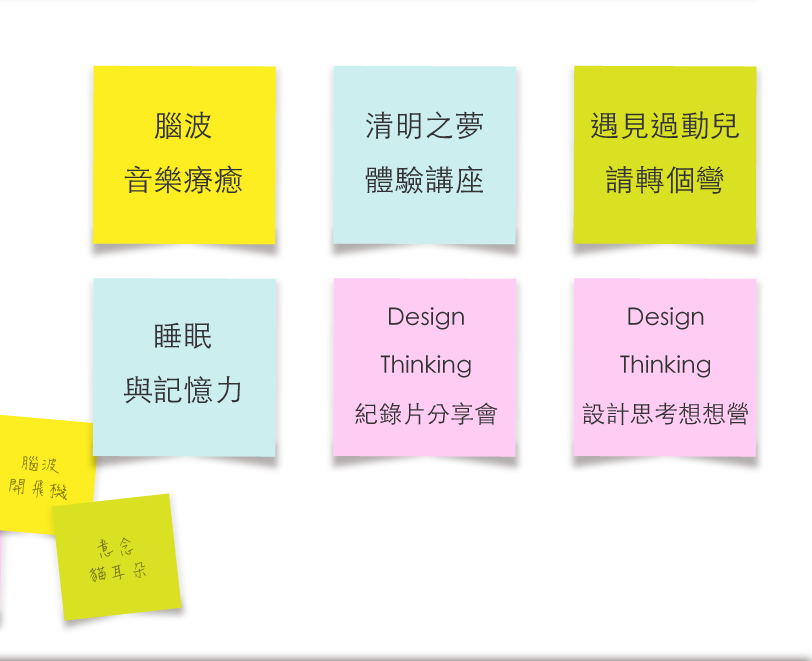 腦波
音樂療癒
清明之夢
體驗講座
遇見過動兒
請轉個彎
睡眠
與記憶力
Design
Thinking
紀錄片分享會
Design
Thinking
設計思考想想營
腦波
開飛機
意念
貓耳朵